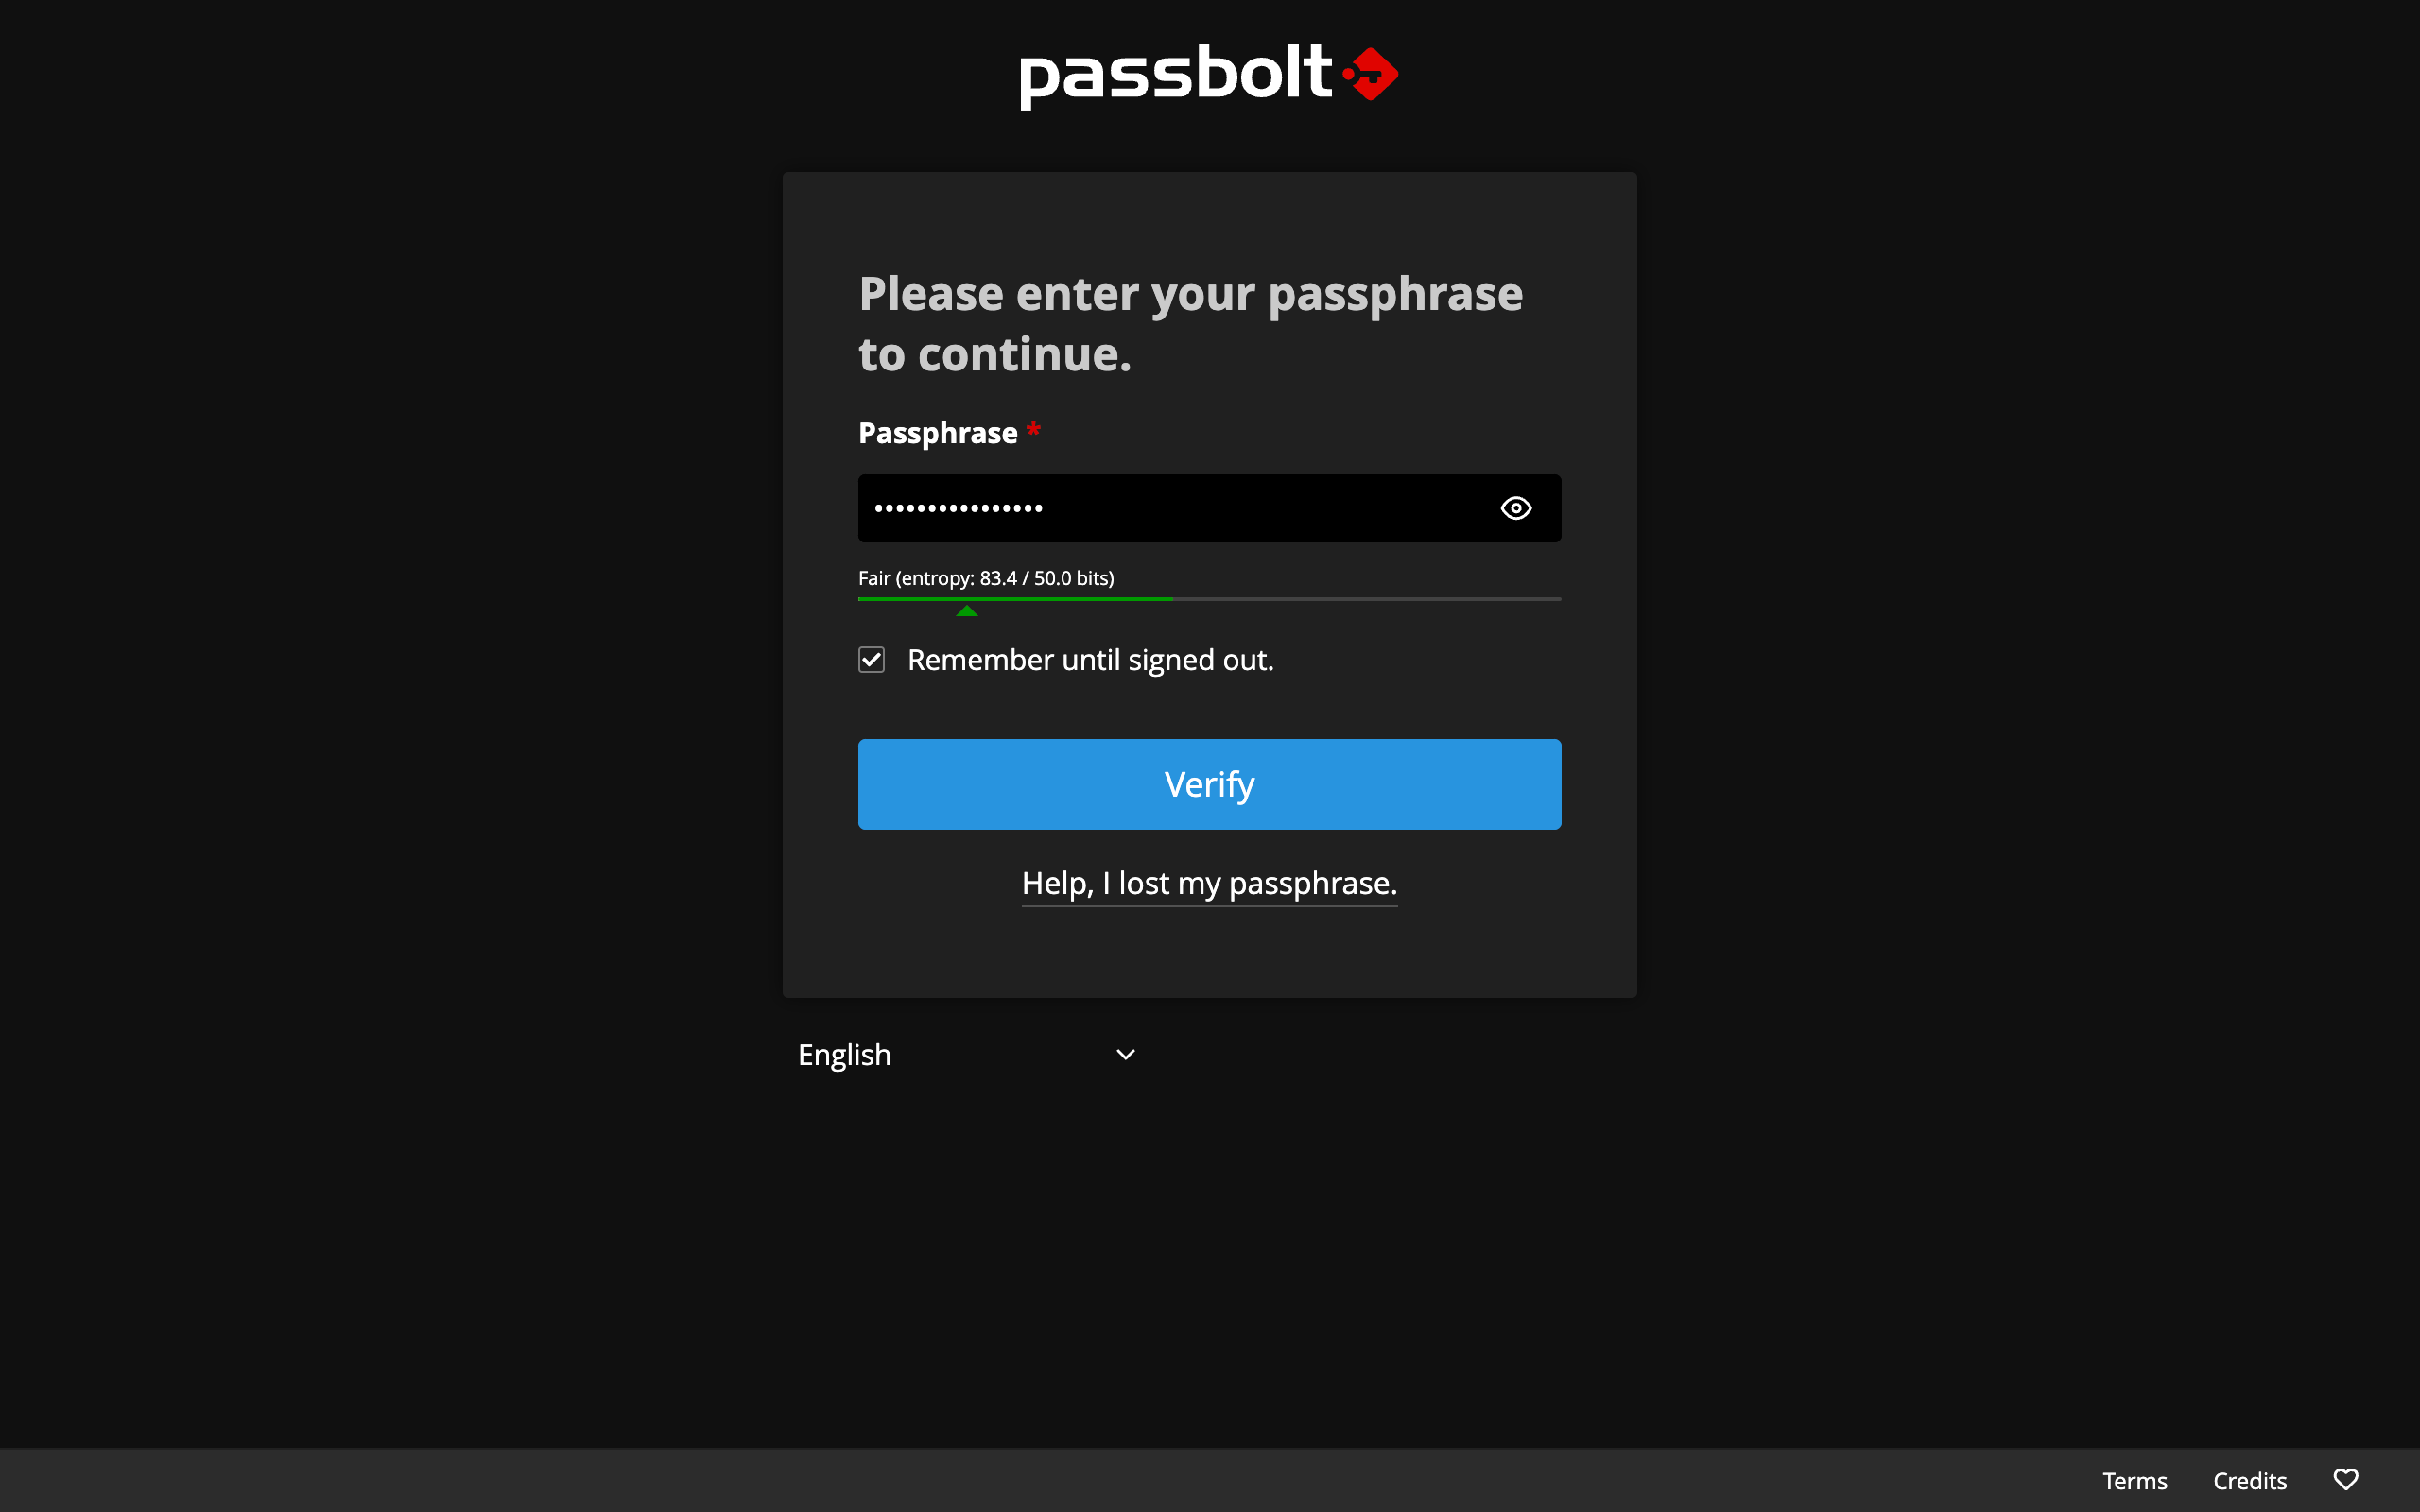 passbolt
Please enter your passphrase
to continue.
Passphrase *
••••••••••••••••
Fair (entropy: 83.4 / 50.0 bits)
Remember until signed out.
Verify
Help, I lost my passphrase.
English
Terms Credits